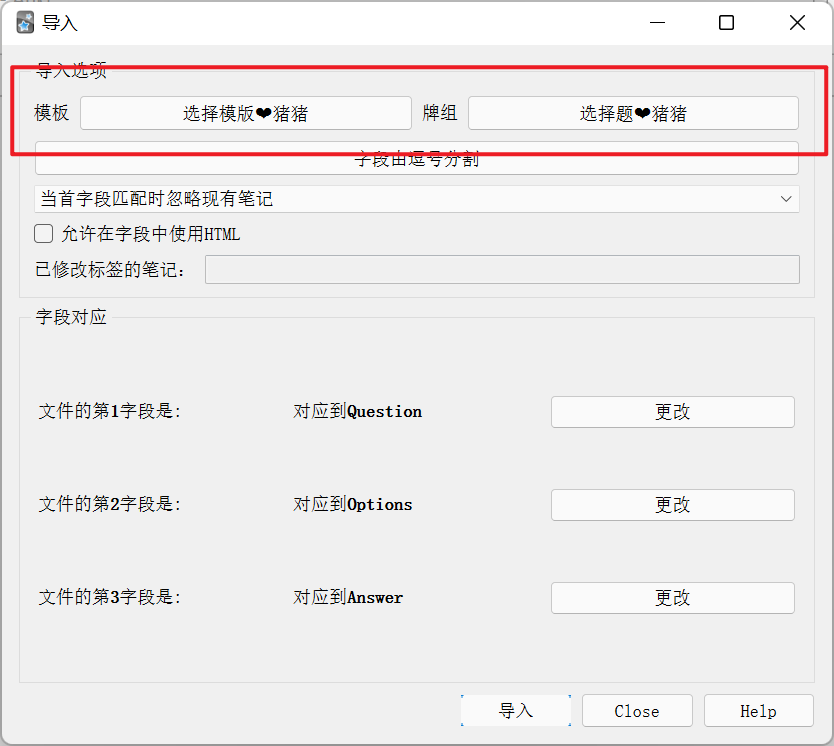 导入
导入选项
模板 选择模版❤猪猪 牌组 选择题❤猪猪
字段由逗号分割
当首字段匹配时忽略现有笔记
允许在字段中使用HTML
已修改标签的笔记:
字段对应
文件的第1字段是: 对应到Question 更改
文件的第2字段是: 对应到Options 更改
文件的第3字段是: 对应到Answer 更改
导入 Close Help